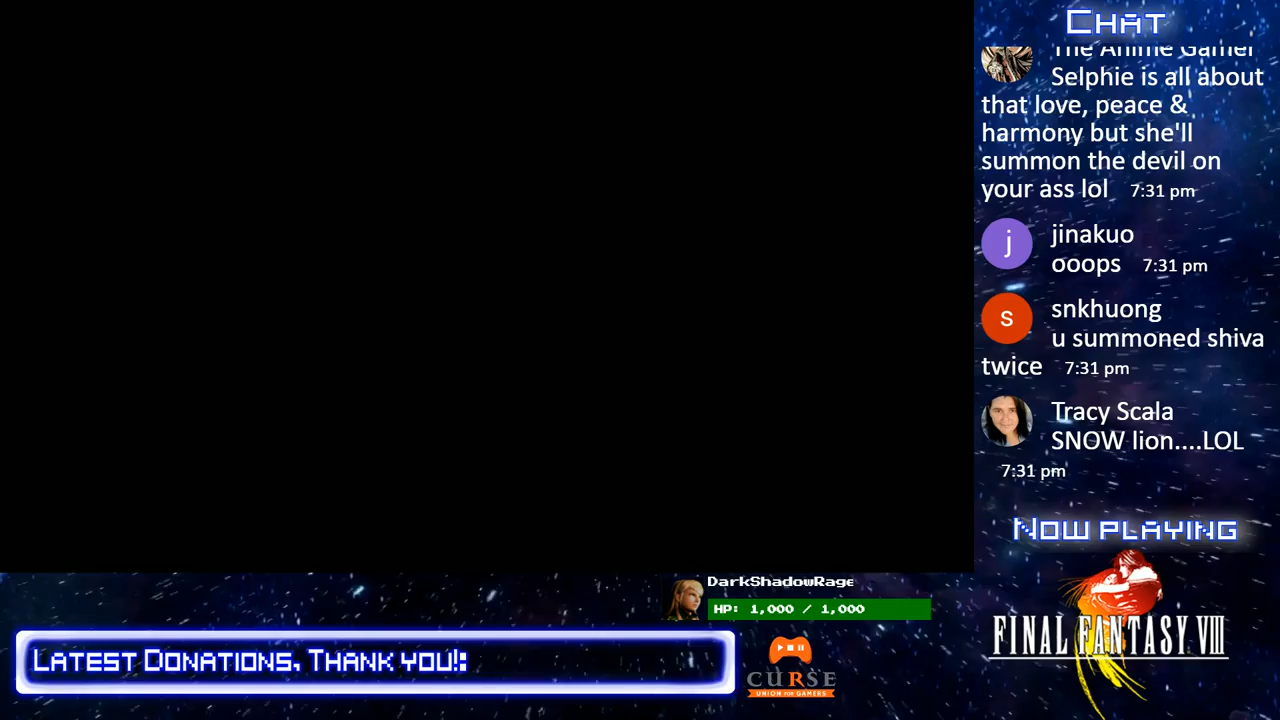 CHAT
The Anime Gamer
Selphie is all about
that love, peace &
harmony but she'll
summon the devil on
your ass lol 7:31 pm
j
jinakuo
ooops 7:31 pm
s
snkhuong
u summoned shiva
twice 7:31 pm
Tracy Scala
SNOW lion....LOL
7:31 pm
NOW PLAYING
FINAL FANTASY VIII
DarkShadowRage
HP: 1,000 / 1,000
LATEST DONATIONS, THANK YOU!:
CURSE
UNION FOR GAMERS